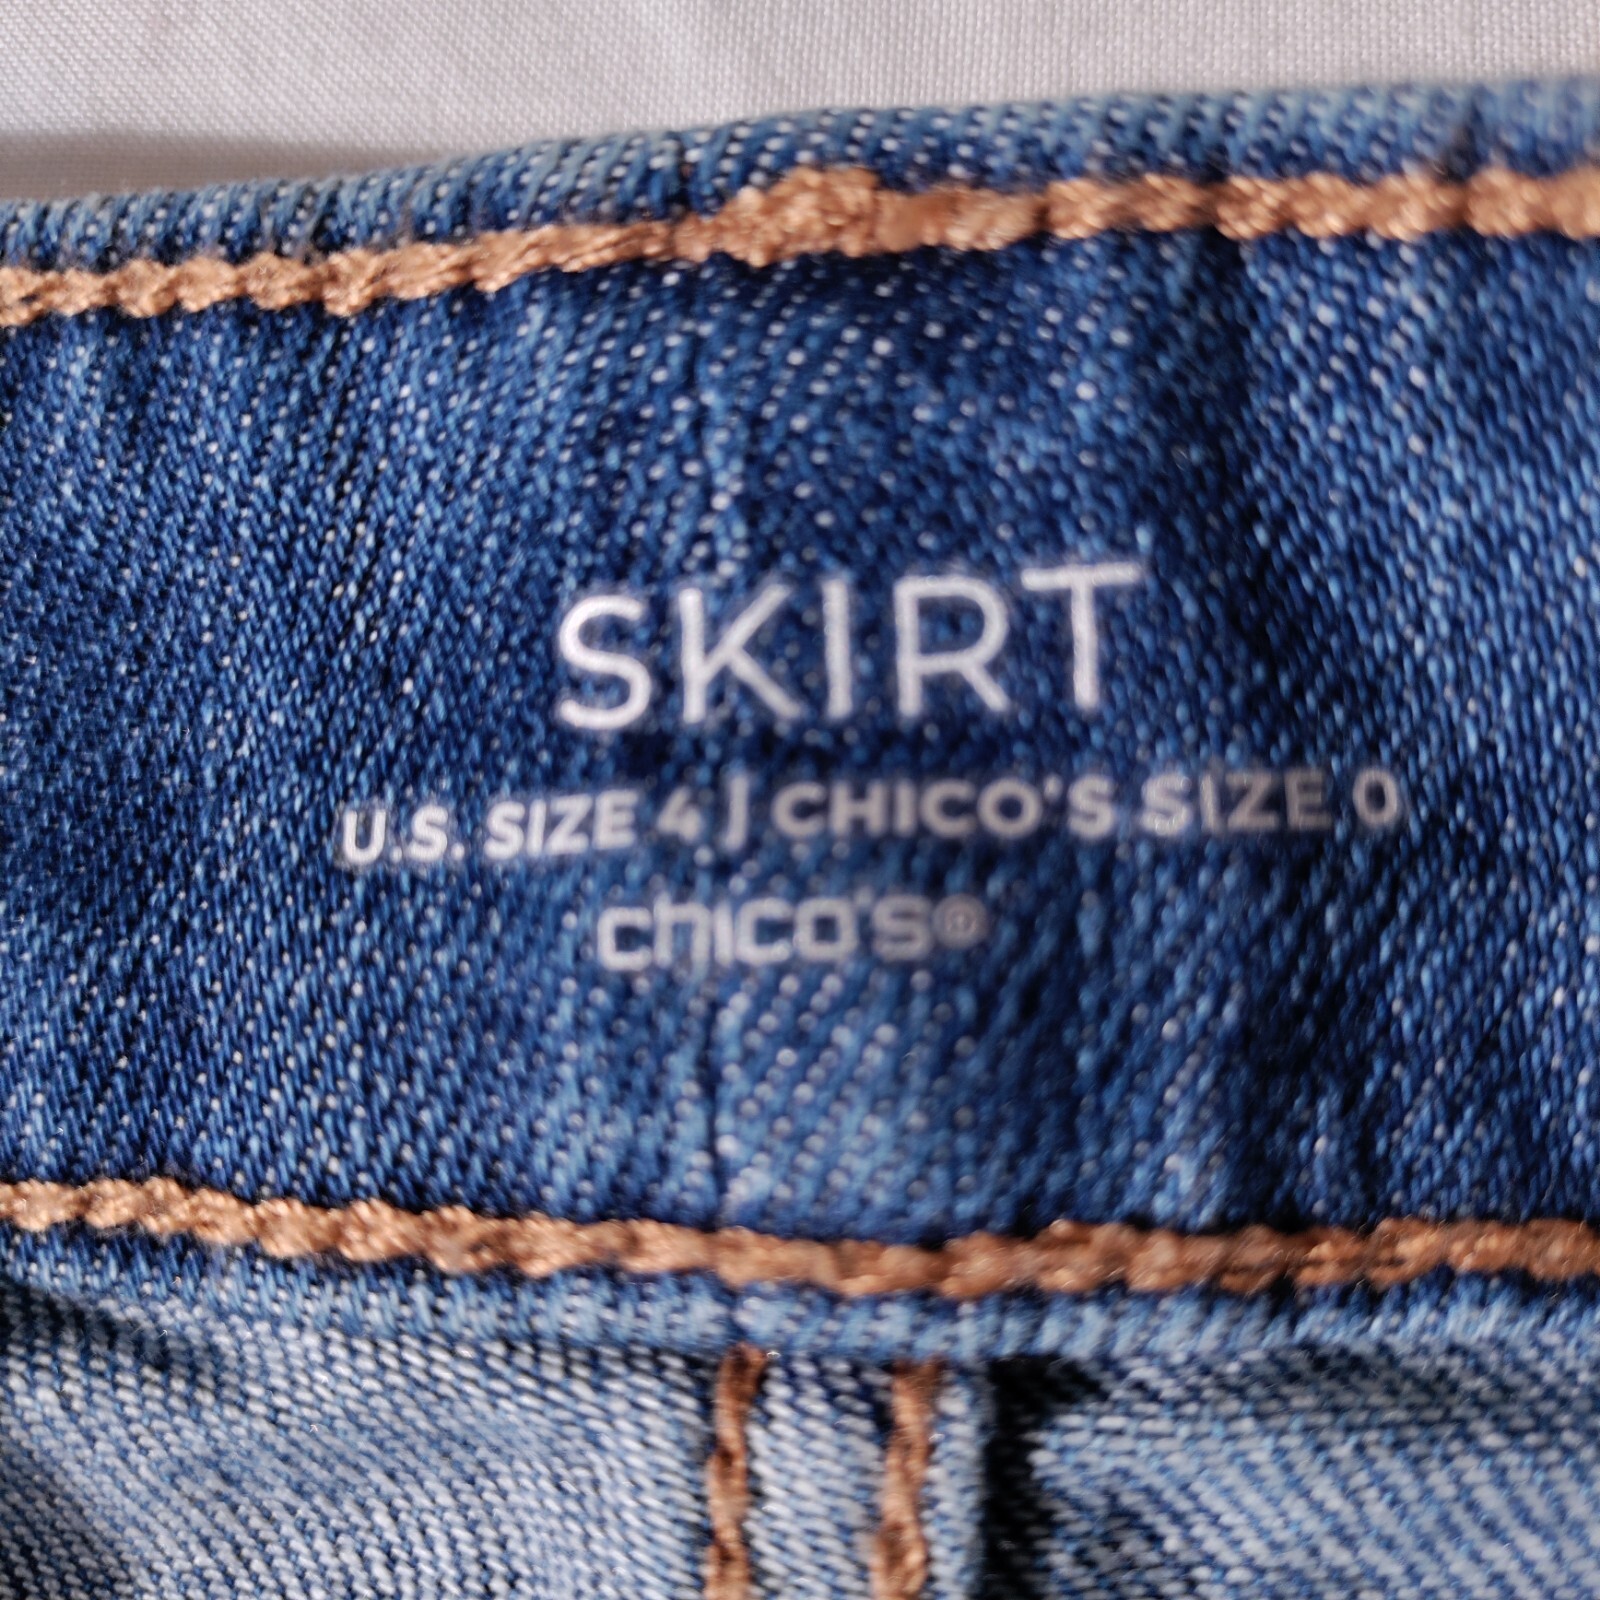 SKIRT
U.S. SIZE 4 | CHICO'S SIZE 0
chico's®